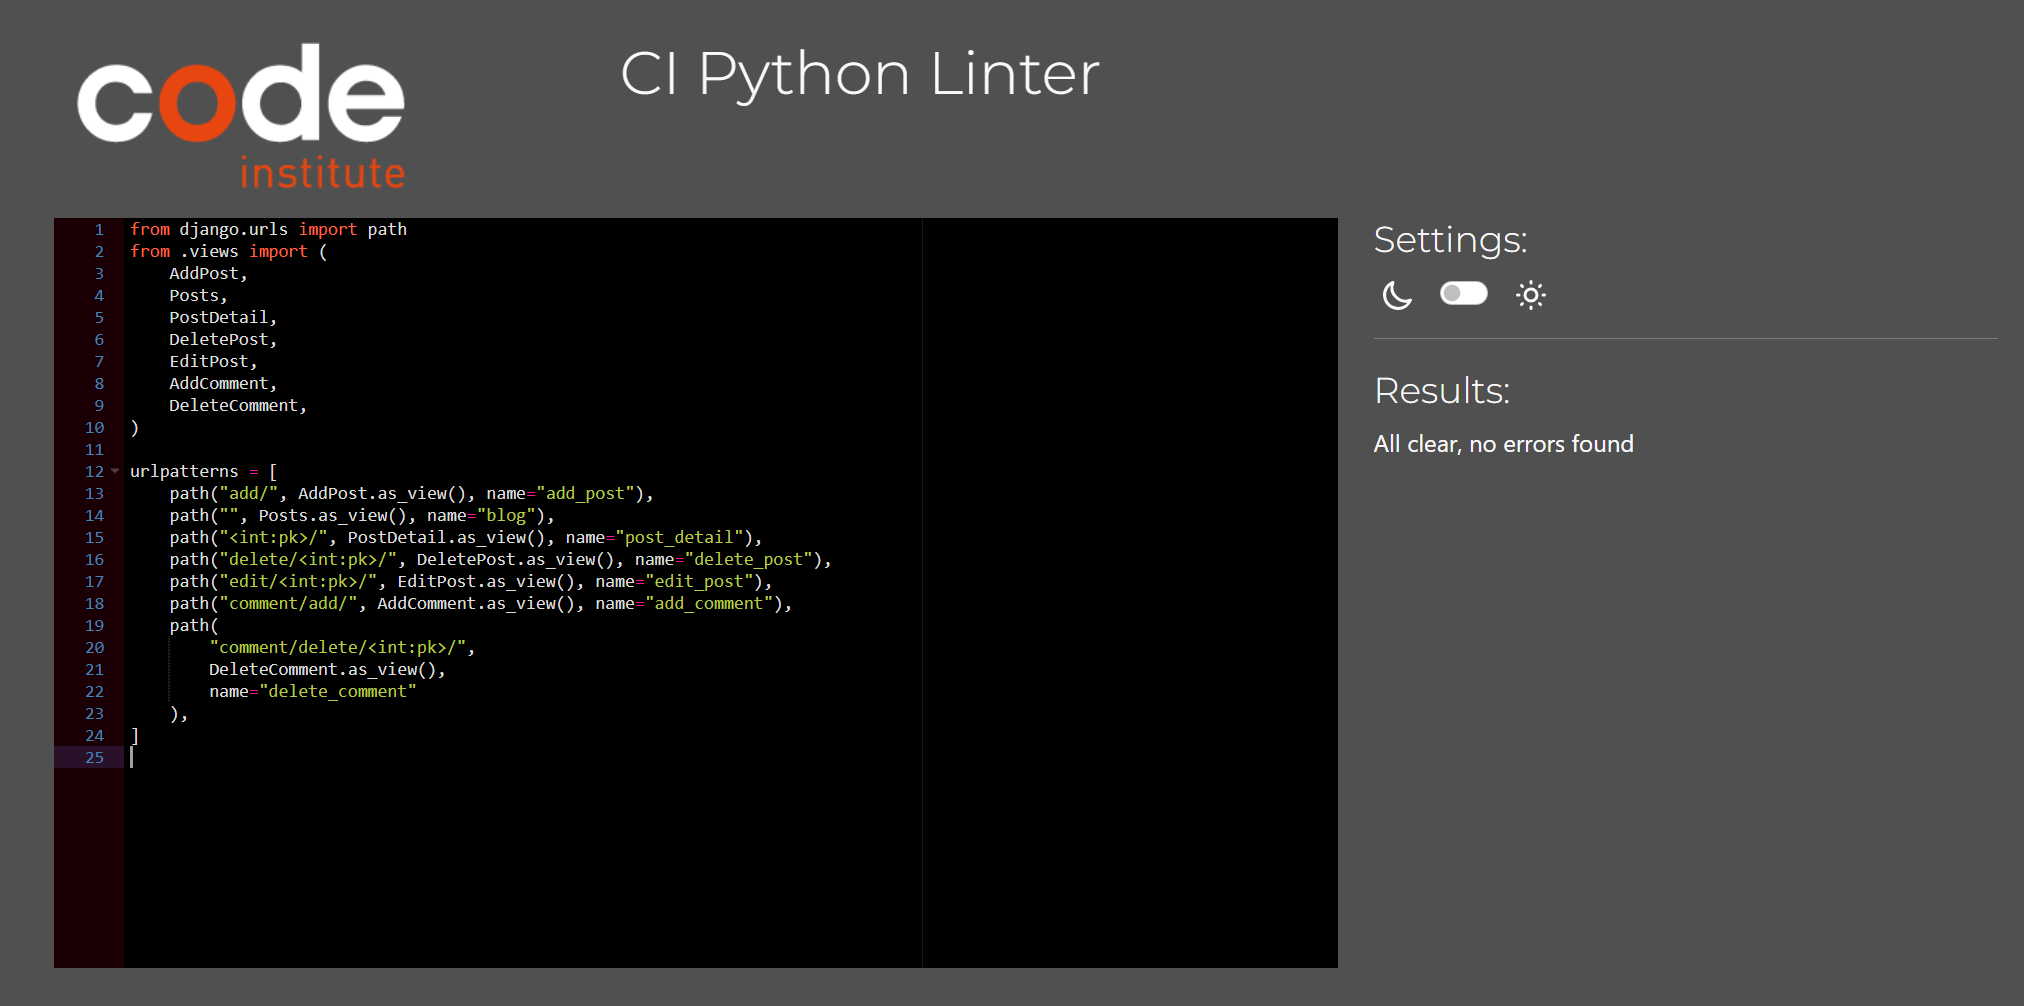 code
institute
CI Python Linter
1 from django.urls import path
2 from .views import (
3     AddPost,
4     Posts,
5     PostDetail,
6     DeletePost,
7     EditPost,
8     AddComment,
9     DeleteComment,
10 )
11
12 urlpatterns = [
13     path("add/", AddPost.as_view(), name="add_post"),
14     path("", Posts.as_view(), name="blog"),
15     path("<int:pk>/", PostDetail.as_view(), name="post_detail"),
16     path("delete/<int:pk>/", DeletePost.as_view(), name="delete_post"),
17     path("edit/<int:pk>/", EditPost.as_view(), name="edit_post"),
18     path("comment/add/", AddComment.as_view(), name="add_comment"),
19     path(
20         "comment/delete/<int:pk>/",
21         DeleteComment.as_view(),
22         name="delete_comment"
23     ),
24 ]
25
Settings:
Results:
All clear, no errors found